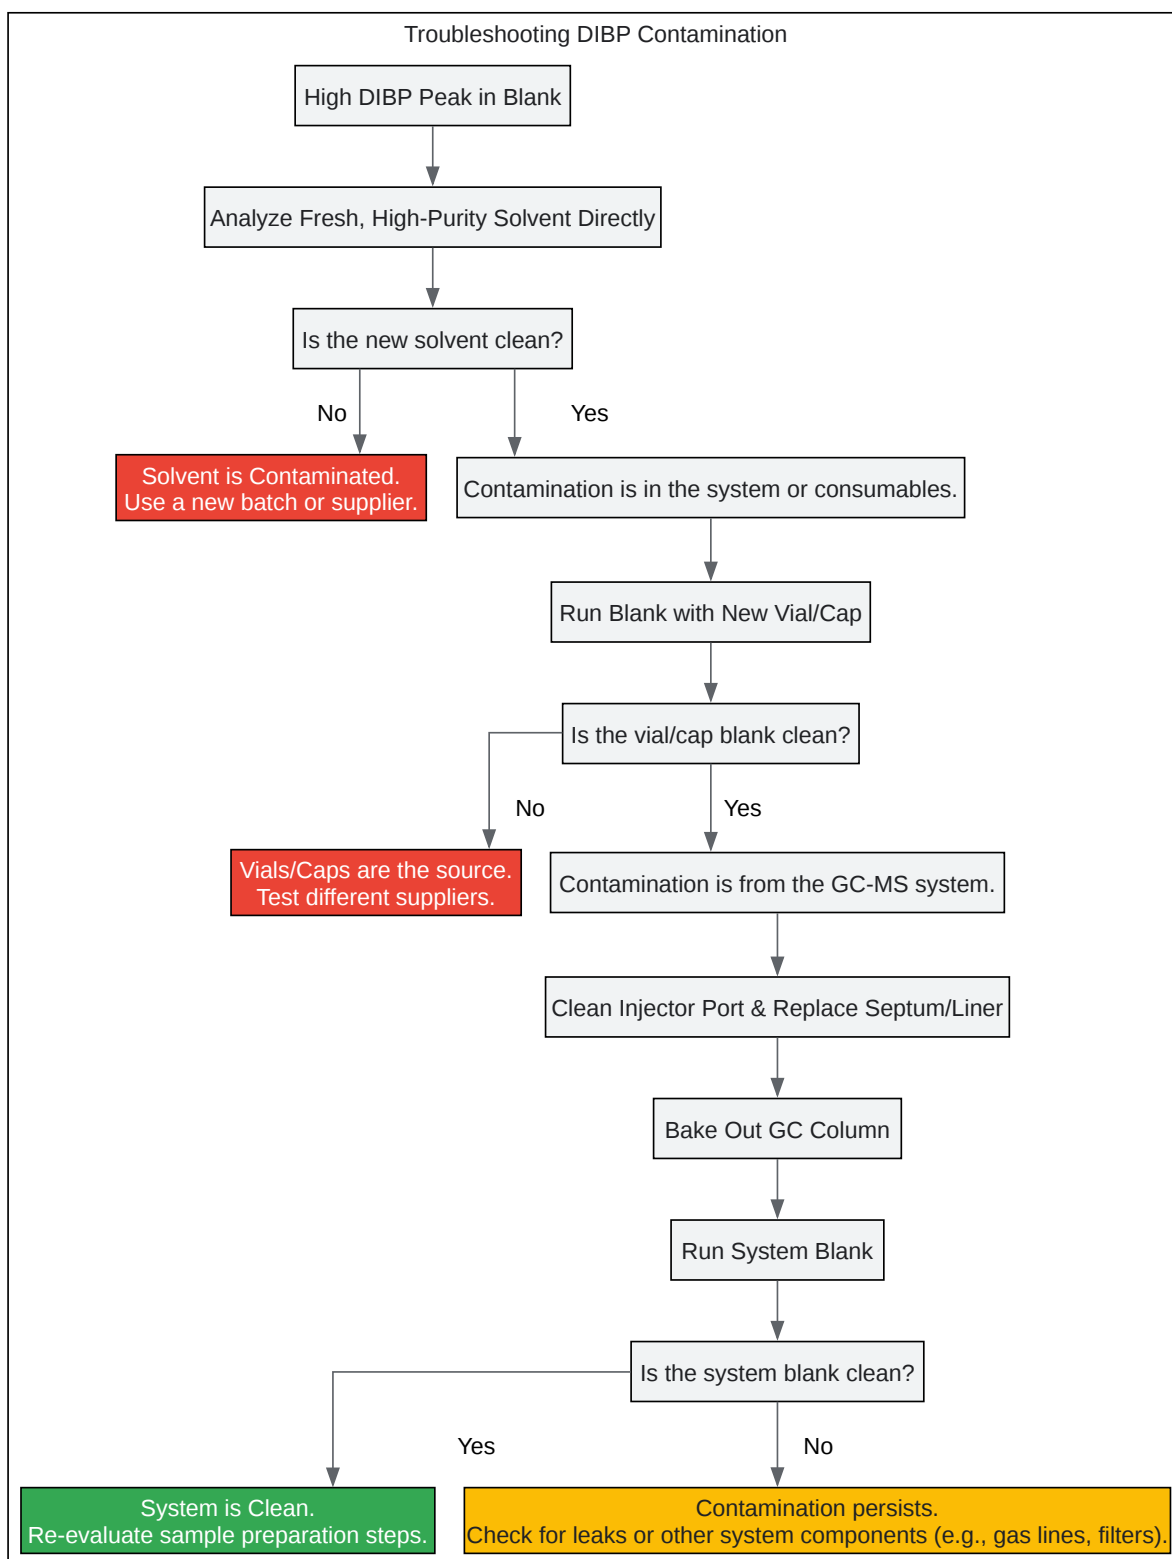 Troubleshooting DIBP Contamination
High DIBP Peak in Blank
Analyze Fresh, High-Purity Solvent Directly
Is the new solvent clean?
No
Yes
Solvent is Contaminated.
Use a new batch or supplier.
Contamination is in the system or consumables.
Run Blank with New Vial/Cap
Is the vial/cap blank clean?
No
Yes
Vials/Caps are the source.
Test different suppliers.
Contamination is from the GC-MS system.
Clean Injector Port & Replace Septum/Liner
Bake Out GC Column
Run System Blank
Is the system blank clean?
Yes
No
System is Clean.
Re-evaluate sample preparation steps.
Contamination persists.
Check for leaks or other system components (e.g., gas lines, filters).